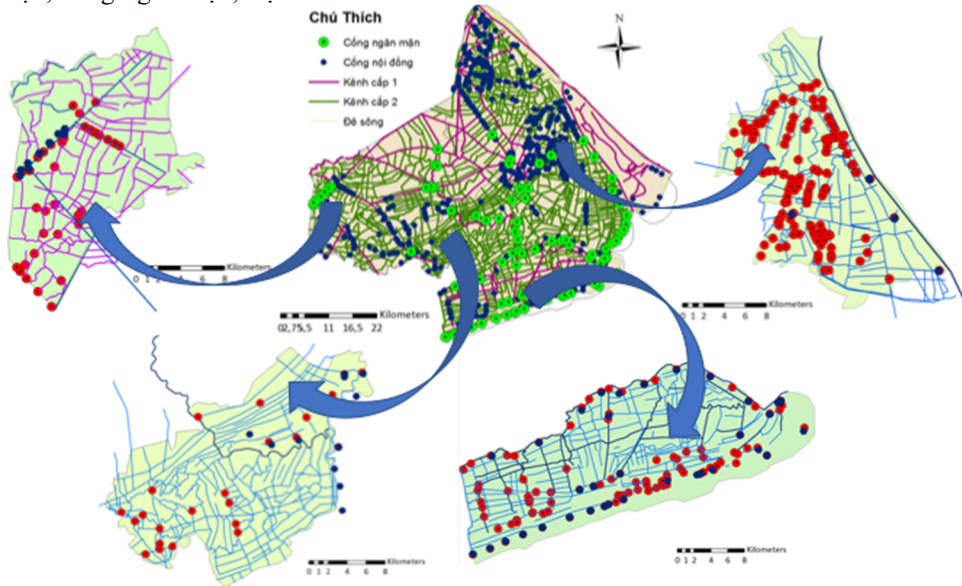 Chú Thích
Cống ngăn mặn
Cống nội đồng
Kênh cấp 1
Kênh cấp 2
Đê sông
N
Kilometers
0 1 2 4 6 8
Kilometers
02,75 5,5 11 16,5 22
Kilometers
0 1 2 4 6 8
Kilometers
0 1 2 4 6 8
Kilometers
0 1 2 4 6 8